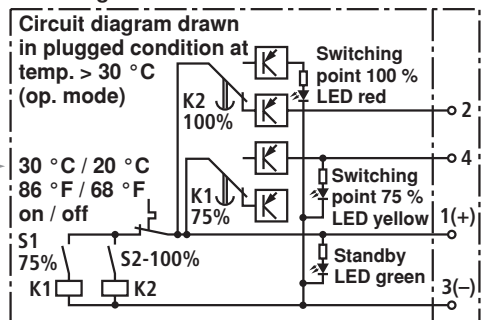 Circuit diagram drawn
in plugged condition at
temp. > 30 °C
(op. mode)
Switching
point 100 %
LED red
K2
100%
2
4
30 °C / 20 °C
86 °F / 68 °F
on / off
K1
75%
Switching
point 75 %
LED yellow
1(+)
S1
75%
S2-100%
Standby
LED green
K1
K2
3(–)